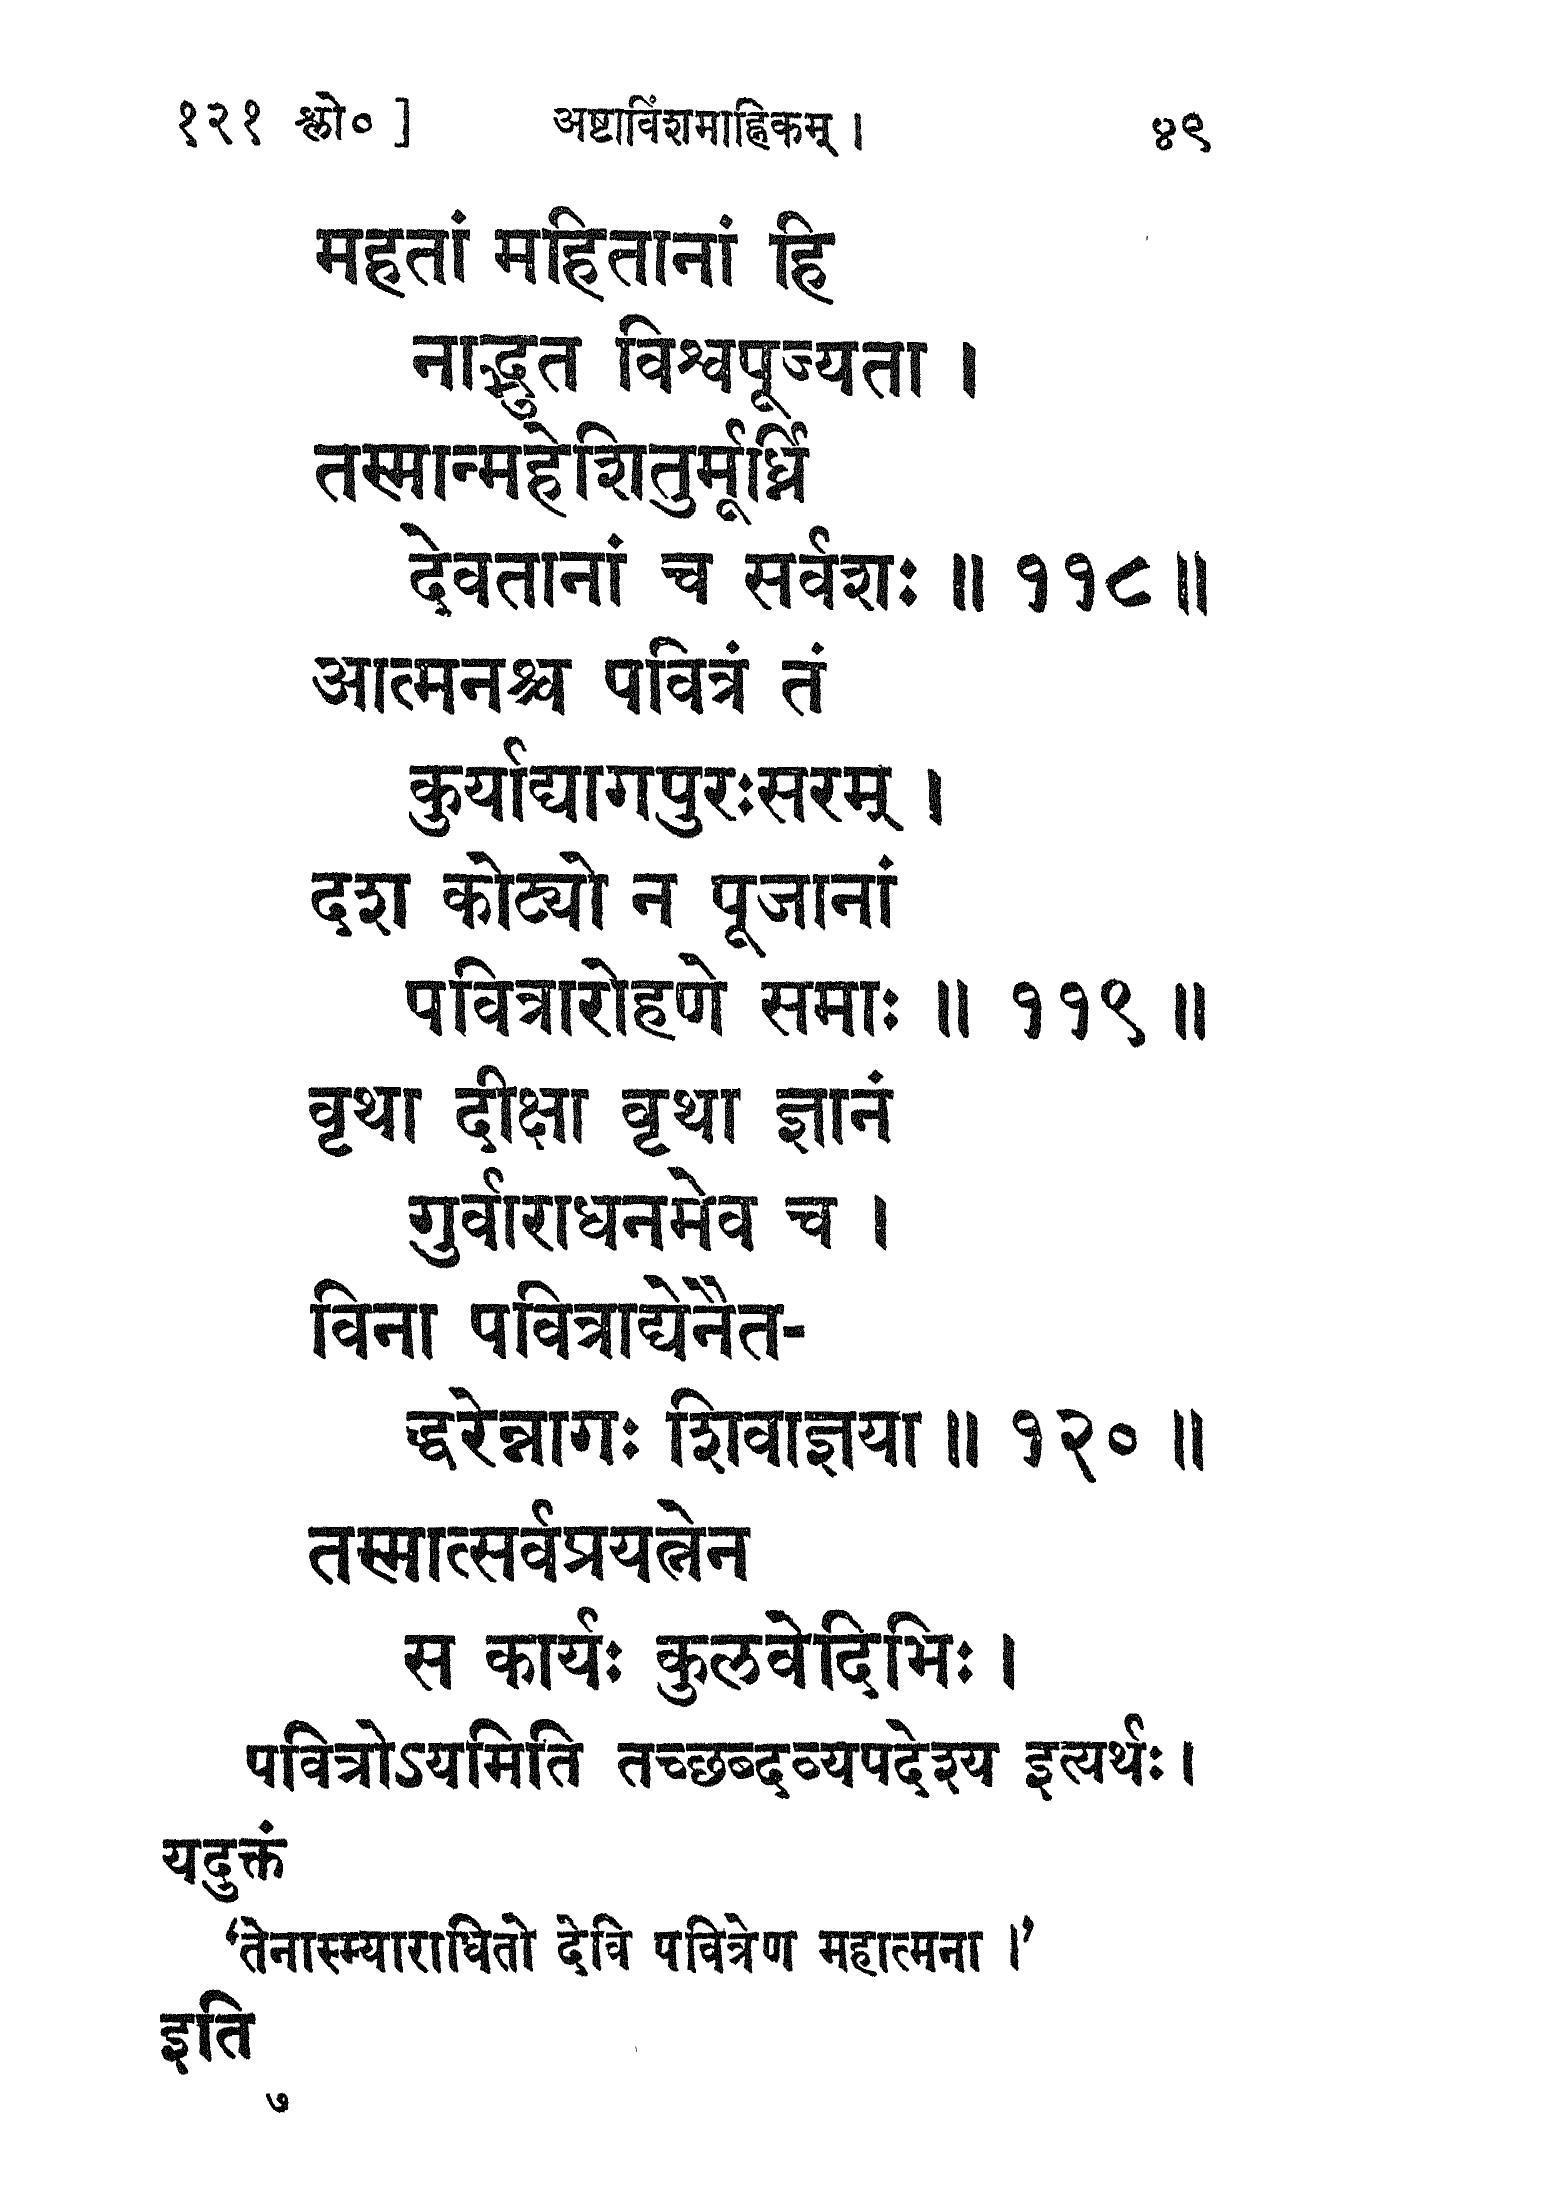 १२१ श्लो० ] अष्टाविंशमाह्निकम् । ४९
महतां महितानां हि
नाद्भुत विश्वपूज्यता ।
तस्मान्महेशितुर्मूर्ध्नि
देवतानां च सर्वशः ॥ ११८ ॥
आत्मनश्च पवित्रं तं
कुर्याद्यागपुरःसरम् ।
दश कोट्यो न पूजानां
पवित्रारोहणे समाः ॥ ११९ ॥
वृथा दीक्षा वृथा ज्ञानं
गुर्वाराधनमेव च ।
विना पवित्राद्येनैत-
द्धरेन्नागः शिवाज्ञया ॥ १२० ॥
तस्मात्सर्वप्रयत्नेन
स कार्यः कुलवेदिभिः ।
पवित्रोऽयमिति तच्छब्दव्यपदेश्य इत्यर्थः ।
यदुक्तं
‘तेनास्म्याराधितो देवि पवित्रेण महात्मना ।’
इति
७